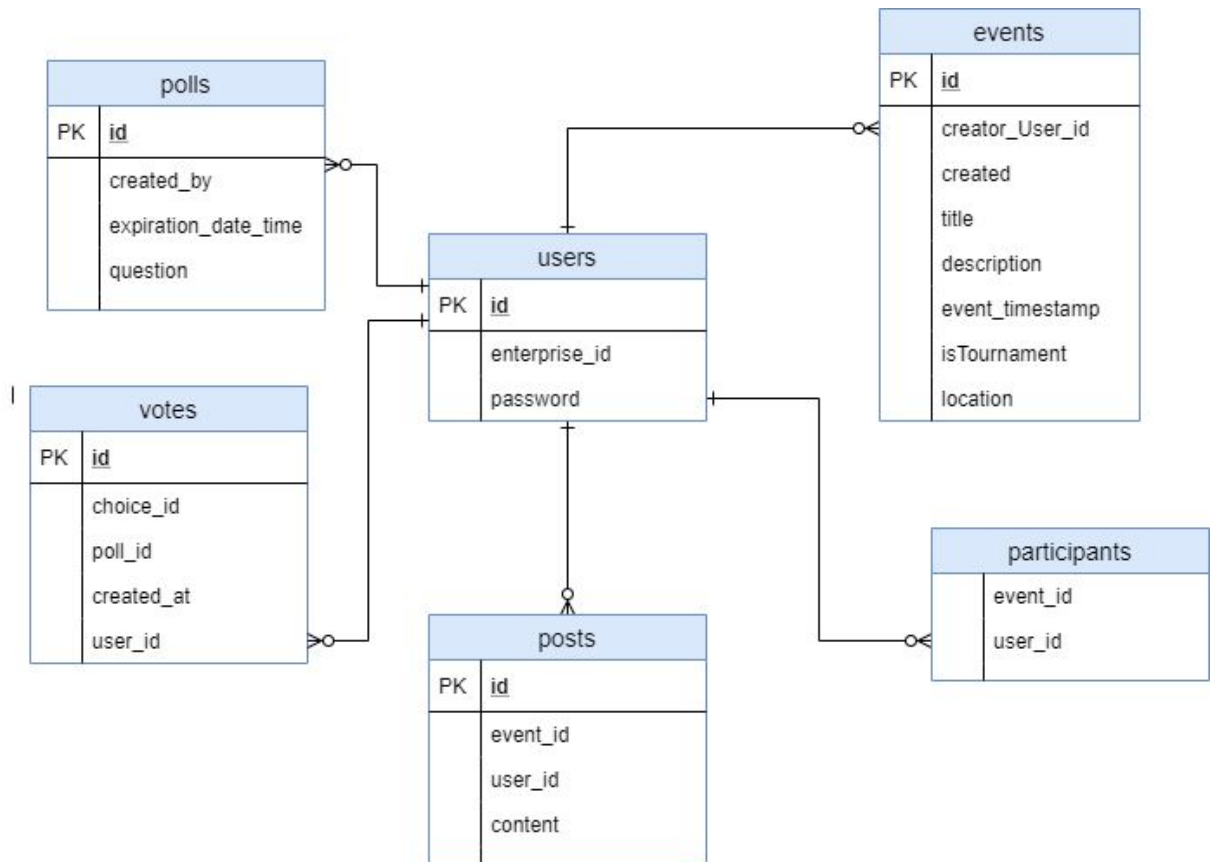 polls
PK id
created_by
expiration_date_time
question
events
PK id
creator_User_id
created
title
description
event_timestamp
isTournament
location
users
PK id
enterprise_id
password
votes
PK id
choice_id
poll_id
created_at
user_id
posts
PK id
event_id
user_id
content
participants
event_id
user_id